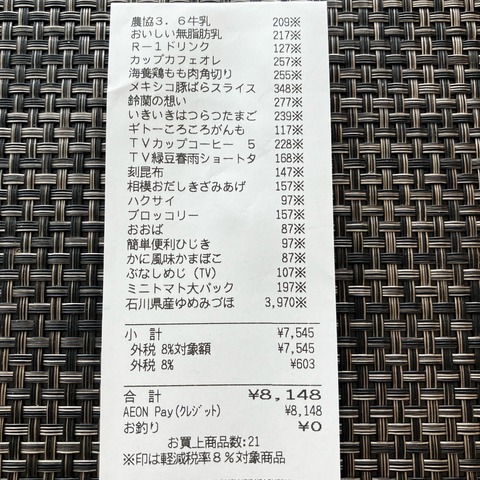 農協3.6牛乳 209※
おいしい無脂肪乳 217※
R-1ドリンク 127※
カップカフェオレ 257※
海養鶏もも肉角切り 255※
メキシコ豚ばらスライス 348※
鈴蘭の想い 277※
いきいきはつらつたまご 239※
ギトーころころがんも 117※
TVカップコーヒー 5 228※
TV緑豆春雨ショートタ 168※
刻昆布 147※
相模おだしきざみあげ 157※
ハクサイ 97※
ブロッコリー 157※
おおば 87※
簡単便利ひじき 97※
かに風味かまぼこ 87※
ぶなしめじ(TV) 107※
ミニトマト大パック 197※
石川県産ゆめみづほ 3,970※
小計 ¥7,545
外税 8%対象額 ¥7,545
外税 8% ¥603
合計 ¥8,148
AEON Pay(クレジット) ¥8,148
お釣り ¥0
お買上商品数:21
※印は軽減税率8%対象商品